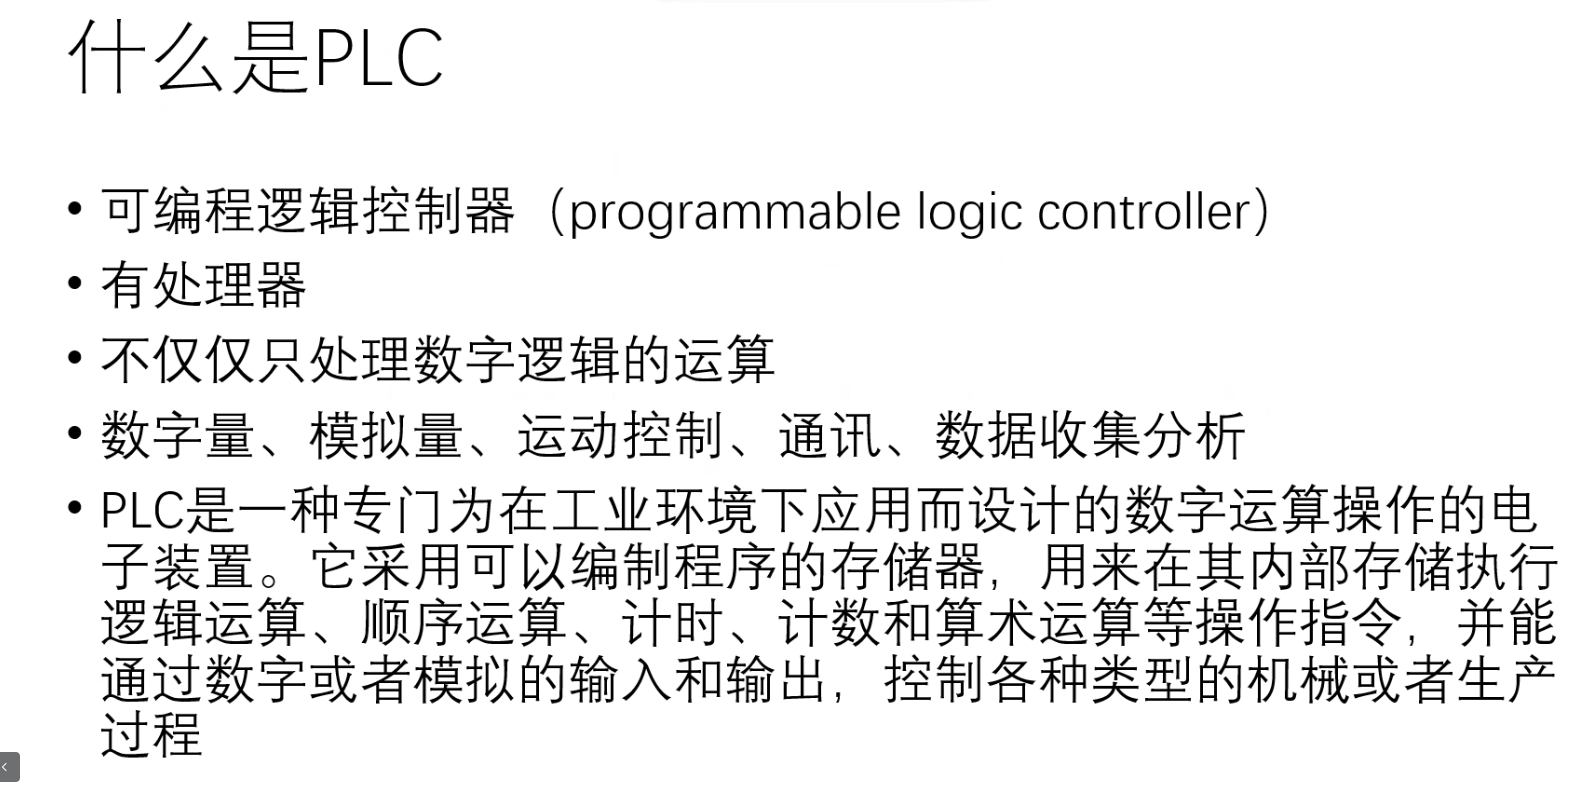 什么是PLC
• 可编程逻辑控制器（programmable logic controller）
• 有处理器
• 不仅仅只处理数字逻辑的运算
• 数字量、模拟量、运动控制、通讯、数据收集分析
• PLC是一种专门为在工业环境下应用而设计的数字运算操作的电
子装置。它采用可以编制程序的存储器，用来在其内部存储执行
逻辑运算、顺序运算、计时、计数和算术运算等操作指令，并能
通过数字或者模拟的输入和输出，控制各种类型的机械或者生产
过程